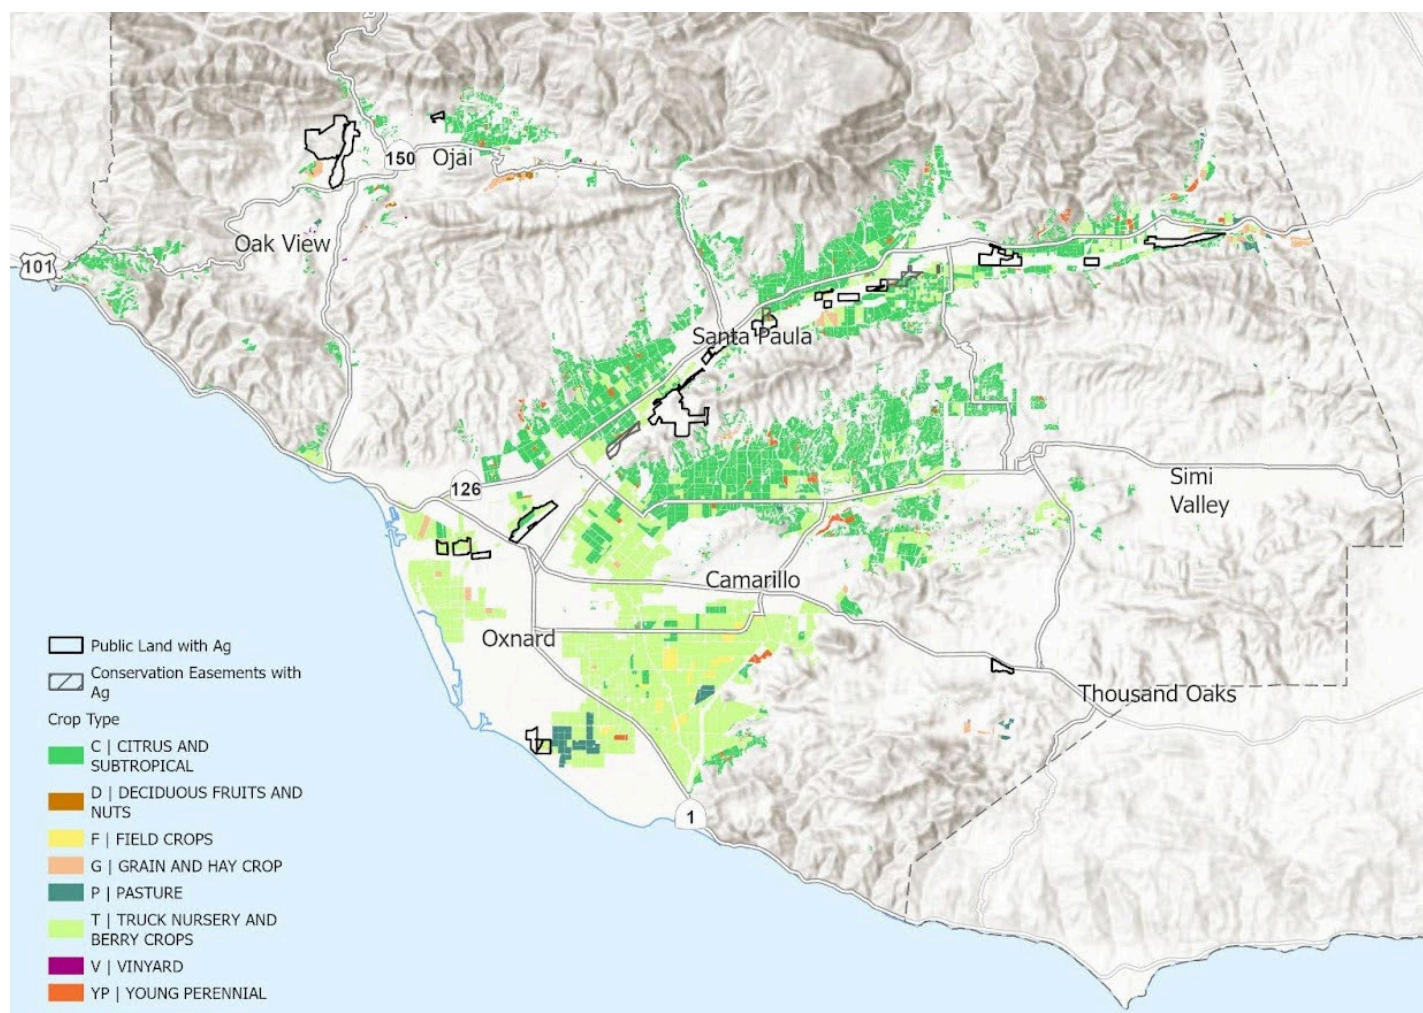 150
Ojai
Oak View
101
Santa Paula
126
Simi
Valley
Camarillo
Oxnard
Thousand Oaks
1
Public Land with Ag
Conservation Easements with
Ag
Crop Type
C | CITRUS AND
SUBTROPICAL
D | DECIDUOUS FRUITS AND
NUTS
F | FIELD CROPS
G | GRAIN AND HAY CROP
P | PASTURE
T | TRUCK NURSERY AND
BERRY CROPS
V | VINYARD
YP | YOUNG PERENNIAL